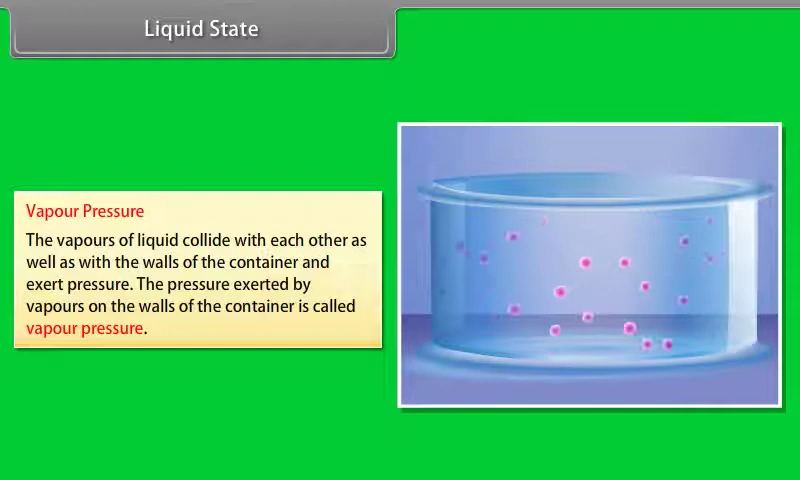 Liquid State
Vapour Pressure
The vapours of liquid collide with each other as
well as with the walls of the container and
exert pressure. The pressure exerted by
vapours on the walls of the container is called
vapour pressure.